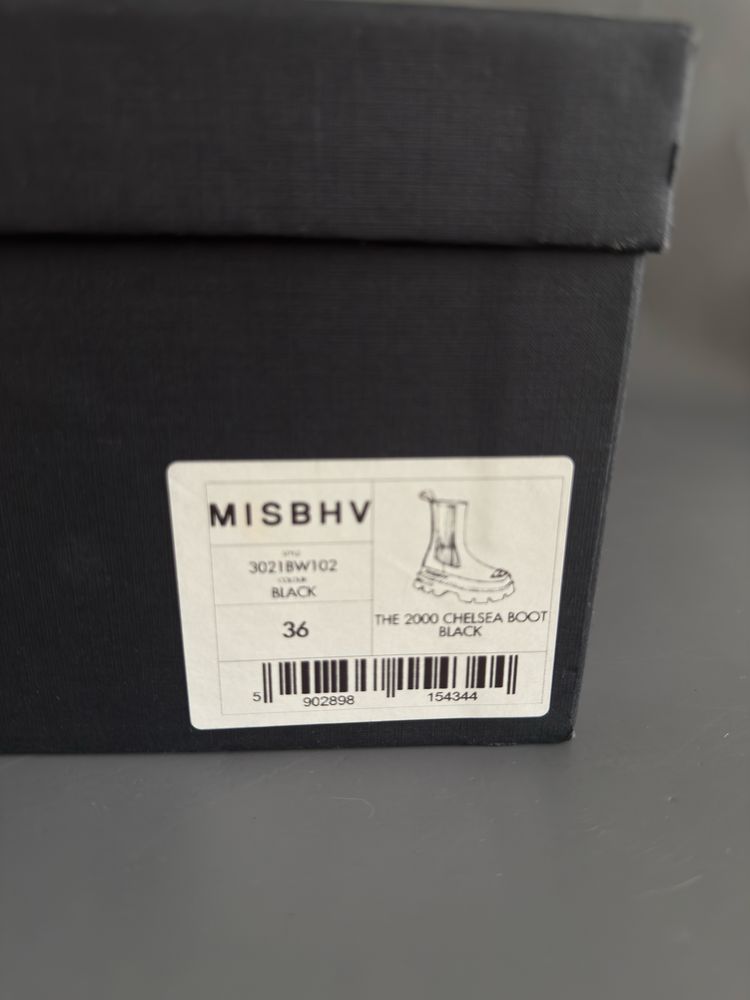 MISBHV
STYLE
3021BW102
COLOUR
BLACK
36
THE 2000 CHELSEA BOOT
BLACK
5 902898 154344